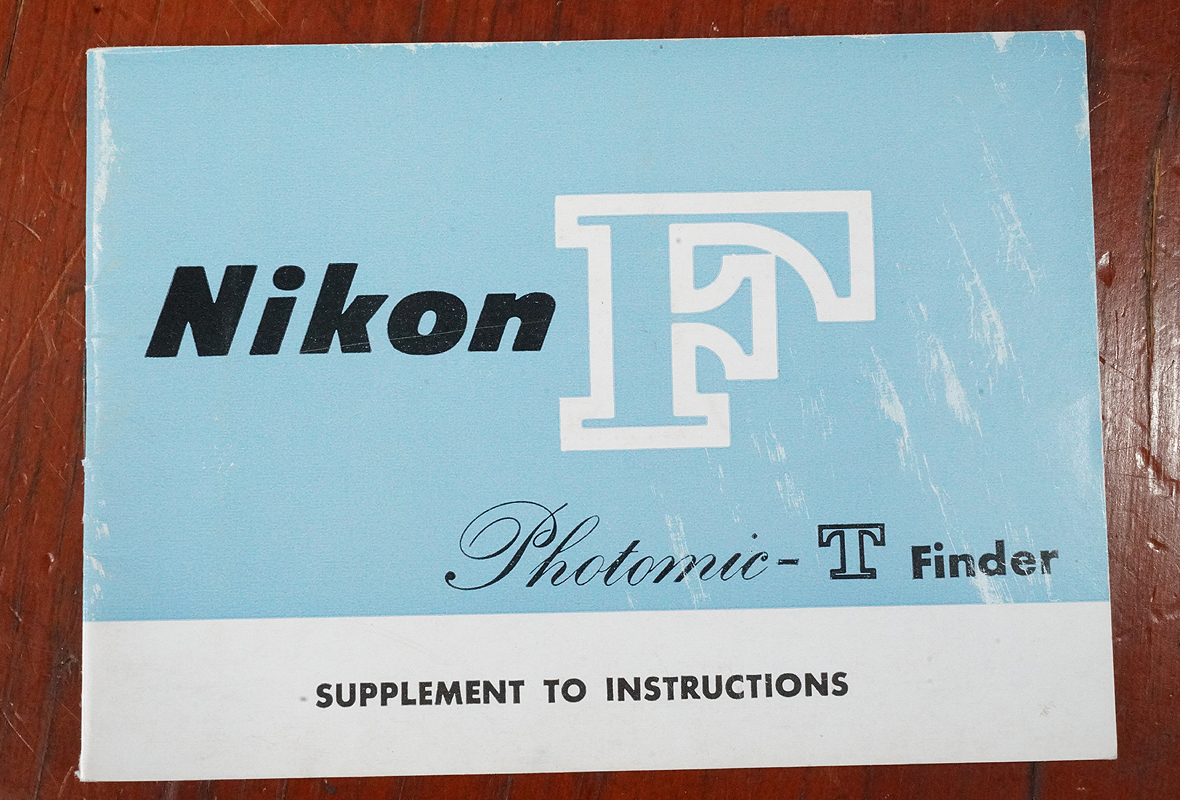 Nikon F
Photomic-T Finder
SUPPLEMENT TO INSTRUCTIONS